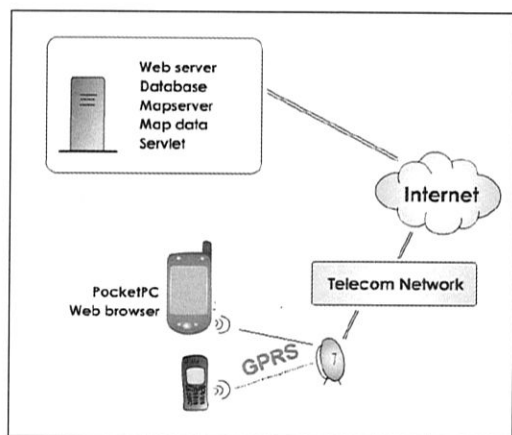 Web server
Database
Mapserver
Map data
Servlet
Internet
Telecom Network
PocketPC
Web browser
GPRS